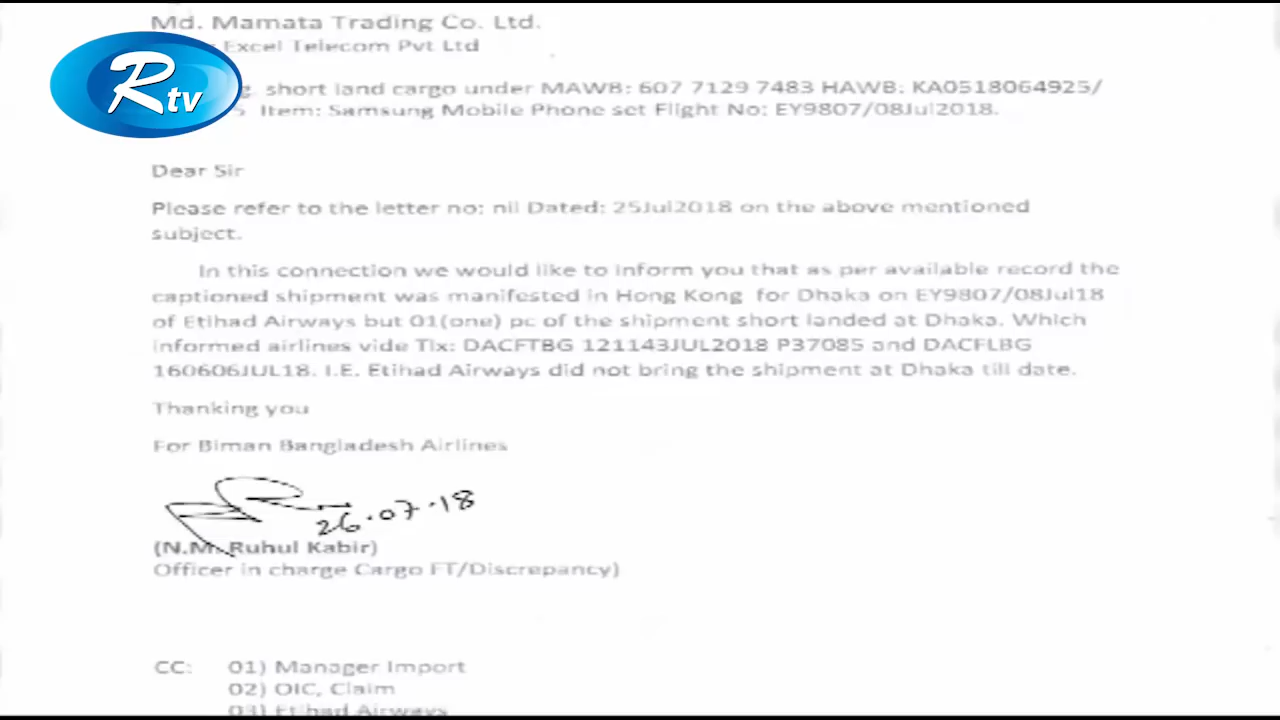 Md. Mamata Trading Co. Ltd.
Excel Telecom Pvt Ltd
Rtv
short land cargo under MAWB: 607 7129 7483 HAWB: KA0518064925/
Item: Samsung Mobile Phone set Flight No: EY9807/08Jul2018.
Dear Sir
Please refer to the letter no: nil Dated: 25Jul2018 on the above mentioned
subject.
In this connection we would like to inform you that as per available record the
captioned shipment was manifested in Hong Kong for Dhaka on EY9807/08Jul18
of Etihad Airways but 01(one) pc of the shipment short landed at Dhaka. Which
informed airlines vide Tlx: DACFTBG 121143JUL2018 P37085 and DACFLBG
160606JUL18. I.E. Etihad Airways did not bring the shipment at Dhaka till date.
Thanking you
For Biman Bangladesh Airlines
26.07.18
(N.M. Ruhul Kabir)
Officer in charge Cargo FT/Discrepancy)
CC: 01) Manager Import
02) OIC, Claim
03) Etihad Airways